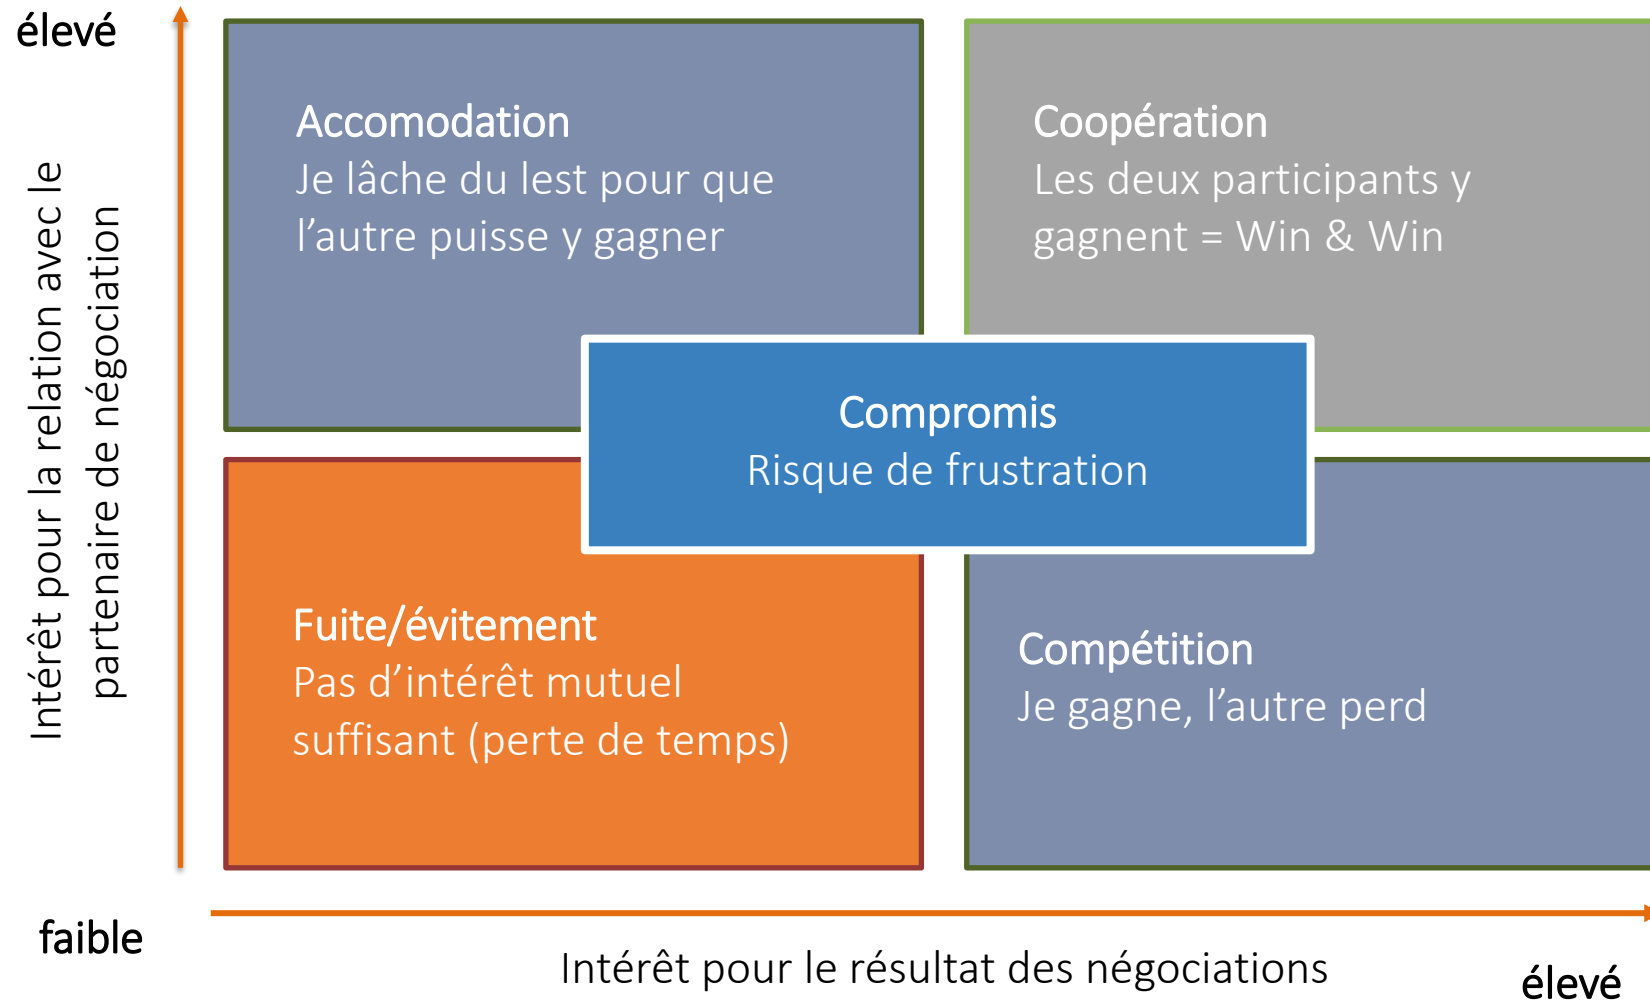 élevé
Intérêt pour la relation avec le
partenaire de négociation
Accomodation
Je lâche du lest pour que
l’autre puisse y gagner
Coopération
Les deux participants y
gagnent = Win & Win
Compromis
Risque de frustration
Fuite/évitement
Pas d’intérêt mutuel
suffisant (perte de temps)
Compétition
Je gagne, l’autre perd
faible
Intérêt pour le résultat des négociations
élevé